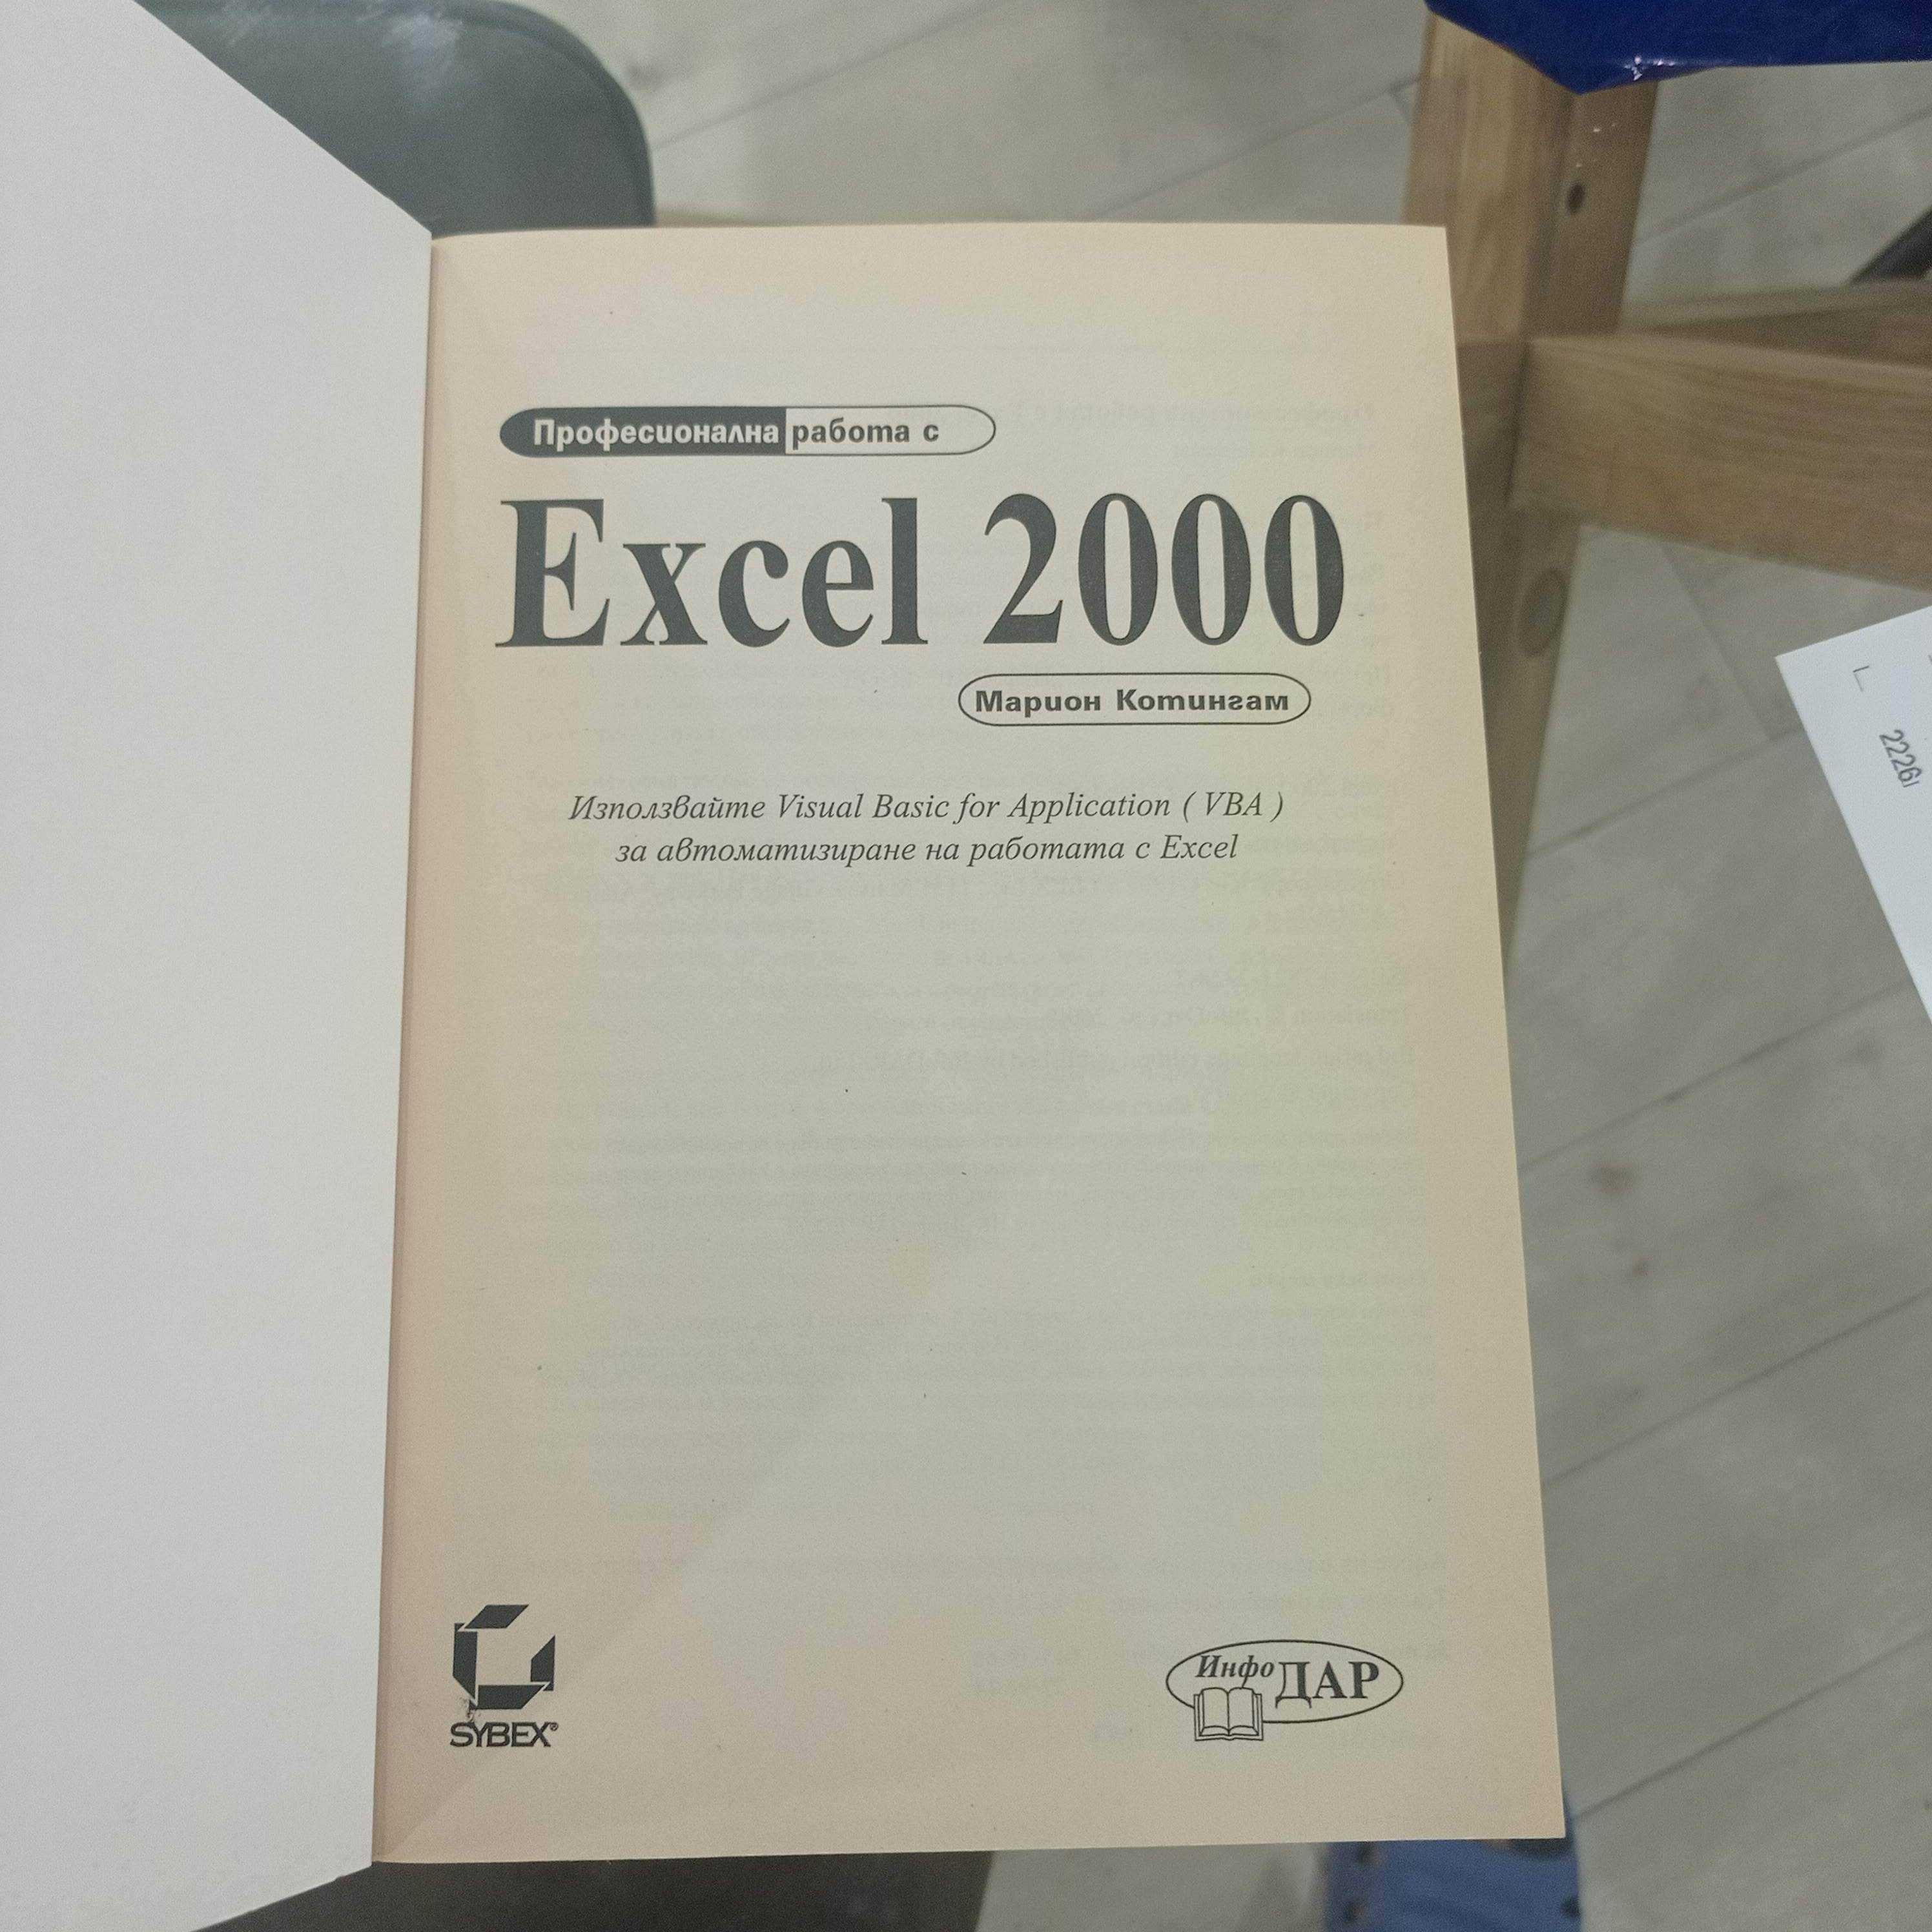 Професионална работа с
Excel 2000
Марион Котингам
Използвайте Visual Basic for Application ( VBA )
за автоматизиране на работата с Excel
SYBEX®
Инфо ДАР
2226